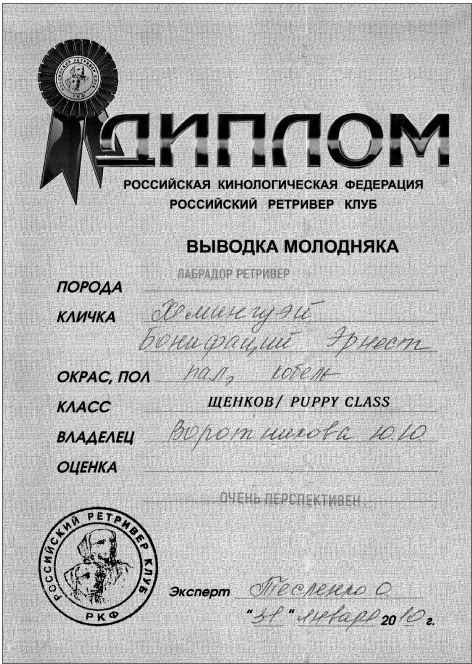 ДИПЛОМ
РОССИЙСКАЯ КИНОЛОГИЧЕСКАЯ ФЕДЕРАЦИЯ
РОССИЙСКИЙ РЕТРИВЕР КЛУБ
ВЫВОДКА МОЛОДНЯКА
ПОРОДА ЛАБРАДОР РЕТРИВЕР
КЛИЧКА Хемингуэй
Бонифаций Эрнест
ОКРАС, ПОЛ пал, кобель
КЛАСС ЩЕНКОВ/ PUPPY CLASS
ВЛАДЕЛЕЦ Воротникова Ю.Ю
ОЦЕНКА
ОЧЕНЬ ПЕРСПЕКТИВЕН
РОССИЙСКИЙ РЕТРИВЕР КЛУБ
РКФ
Эксперт Тесленко О.
"31" января 2010 г.